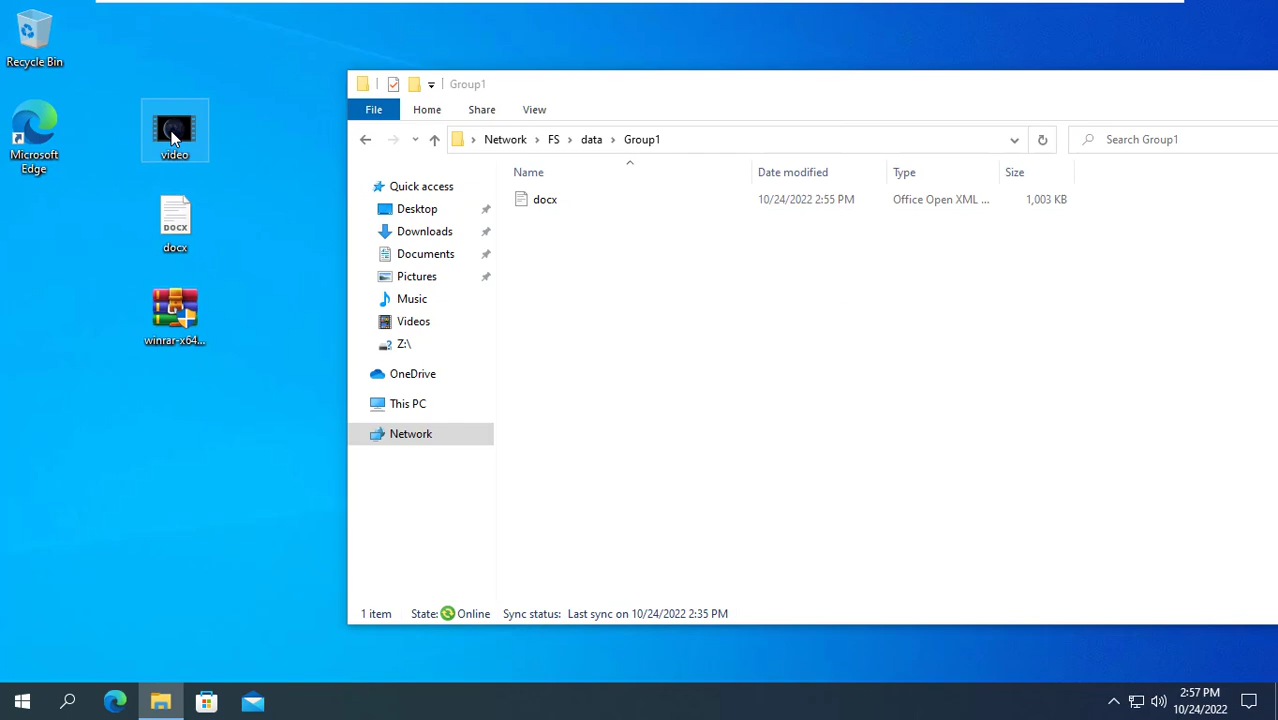 Recycle Bin
Microsoft
Edge
video
DOCX
docx
winrar-x64...
Group1
File
Home
Share
View
Network
FS
data
Group1
Search Group1
Name
Date modified
Type
Size
docx
10/24/2022 2:55 PM
Office Open XML ...
1,003 KB
Quick access
Desktop
Downloads
Documents
Pictures
Music
Videos
Z:\
OneDrive
This PC
Network
1 item
State:
Online
Sync status:
Last sync on 10/24/2022 2:35 PM
2:57 PM
10/24/2022